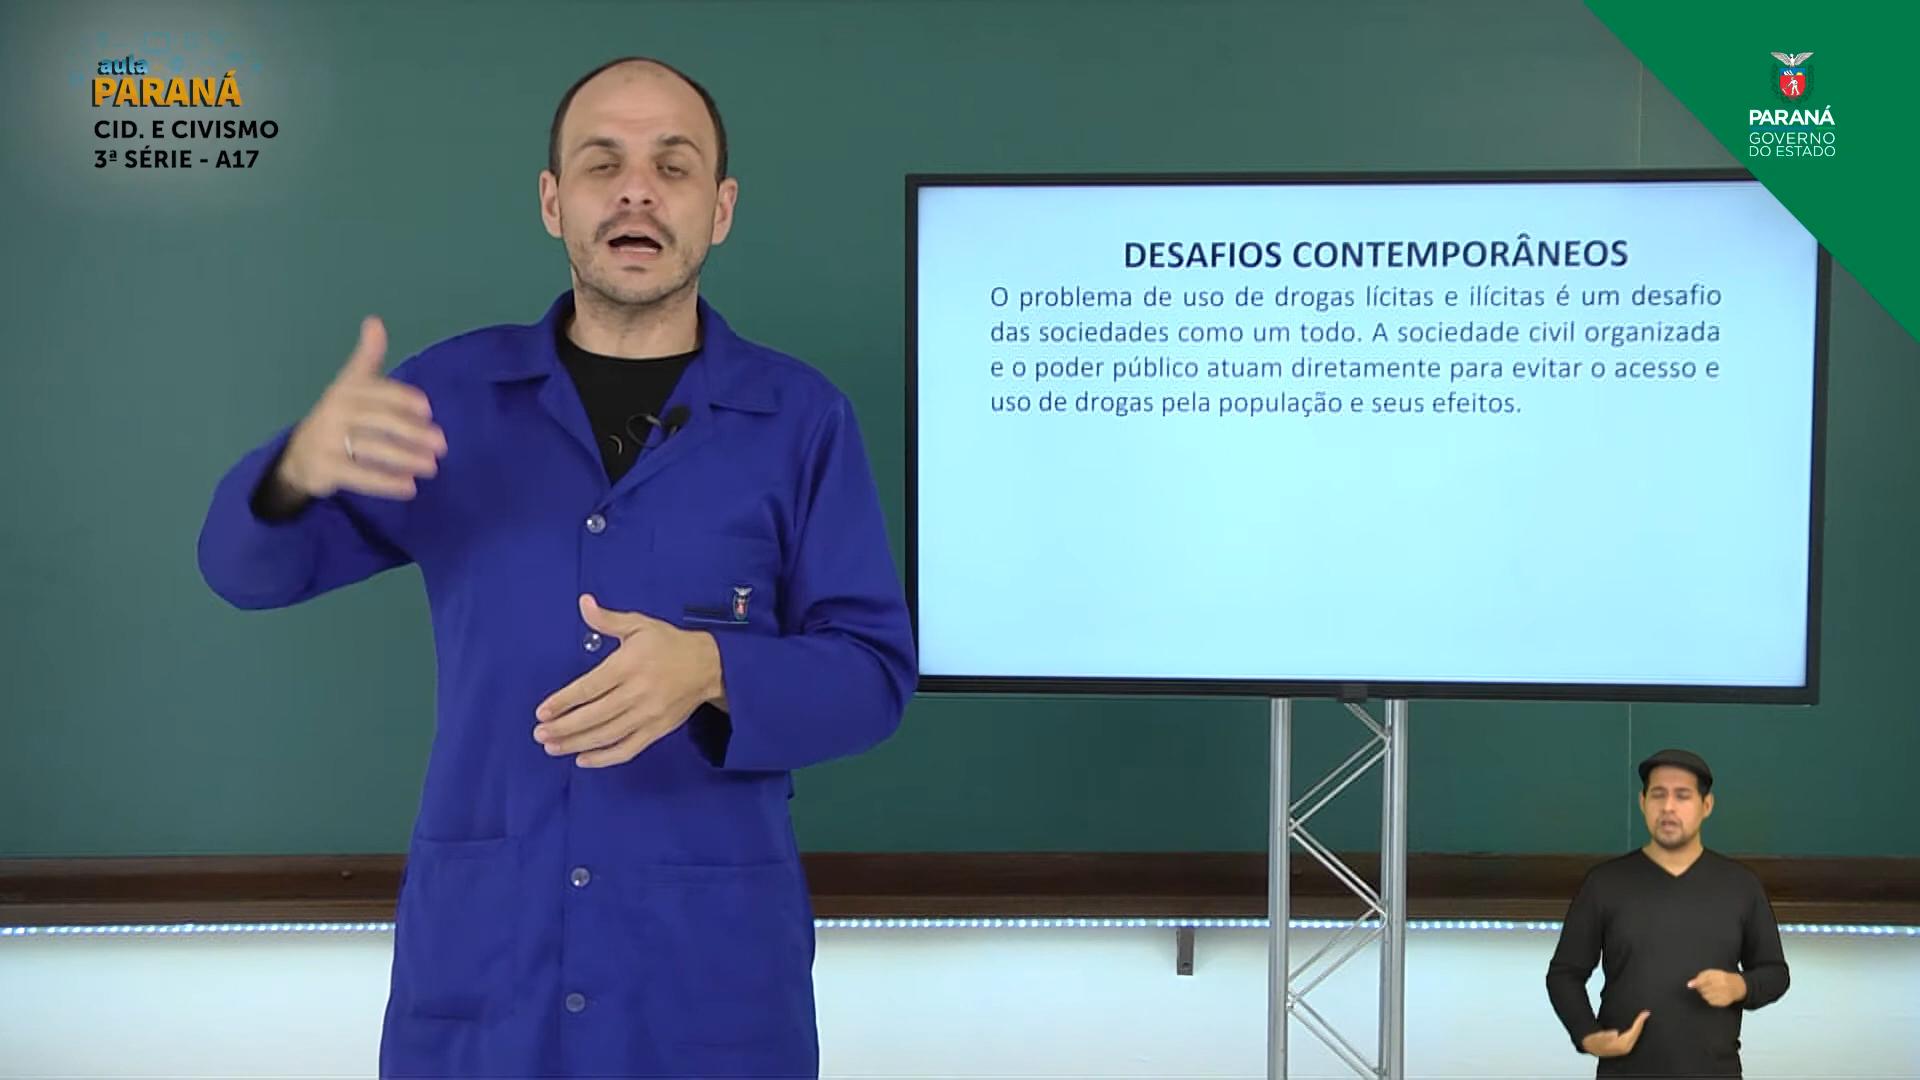 aula
PARANÁ
CID. E CIVISMO
3ª SÉRIE - A17
PARANÁ
GOVERNO
DO ESTADO
DESAFIOS CONTEMPORÂNEOS
O problema de uso de drogas lícitas e ilícitas é um desafio
das sociedades como um todo. A sociedade civil organizada
e o poder público atuam diretamente para evitar o acesso e
uso de drogas pela população e seus efeitos.